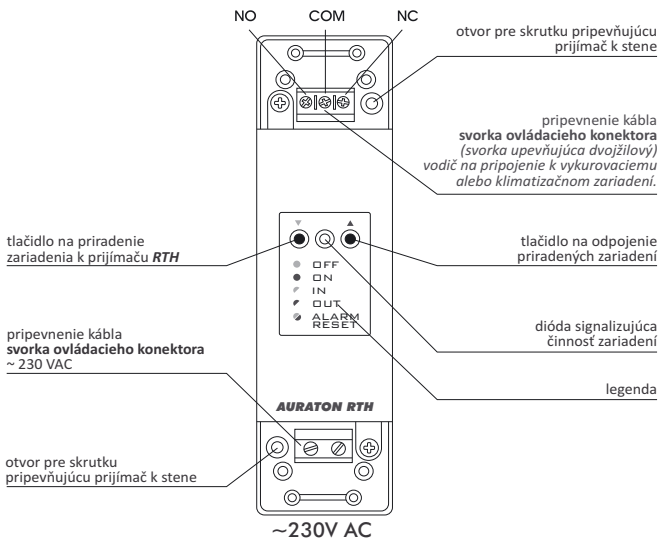 NO COM NC
otvor pre skrutku pripevňujúcu
prijímač k stene
pripevnenie kábla
svorka ovládacieho konektora
(svorka upevňujúca dvojžilový)
vodič na pripojenie k vykurovaciemu
alebo klimatizačnom zariadení.
tlačidlo na priradenie
zariadenia k prijímaču RTH
tlačidlo na odpojenie
priradených zariadení
OFF
ON
IN
OUT
ALARM
RESET
pripevnenie kábla
svorka ovládacieho konektora
~ 230 VAC
dióda signalizujúca
činnosť zariadení
legenda
AURATON RTH
otvor pre skrutku
pripevňujúcu prijímač k stene
~230V AC